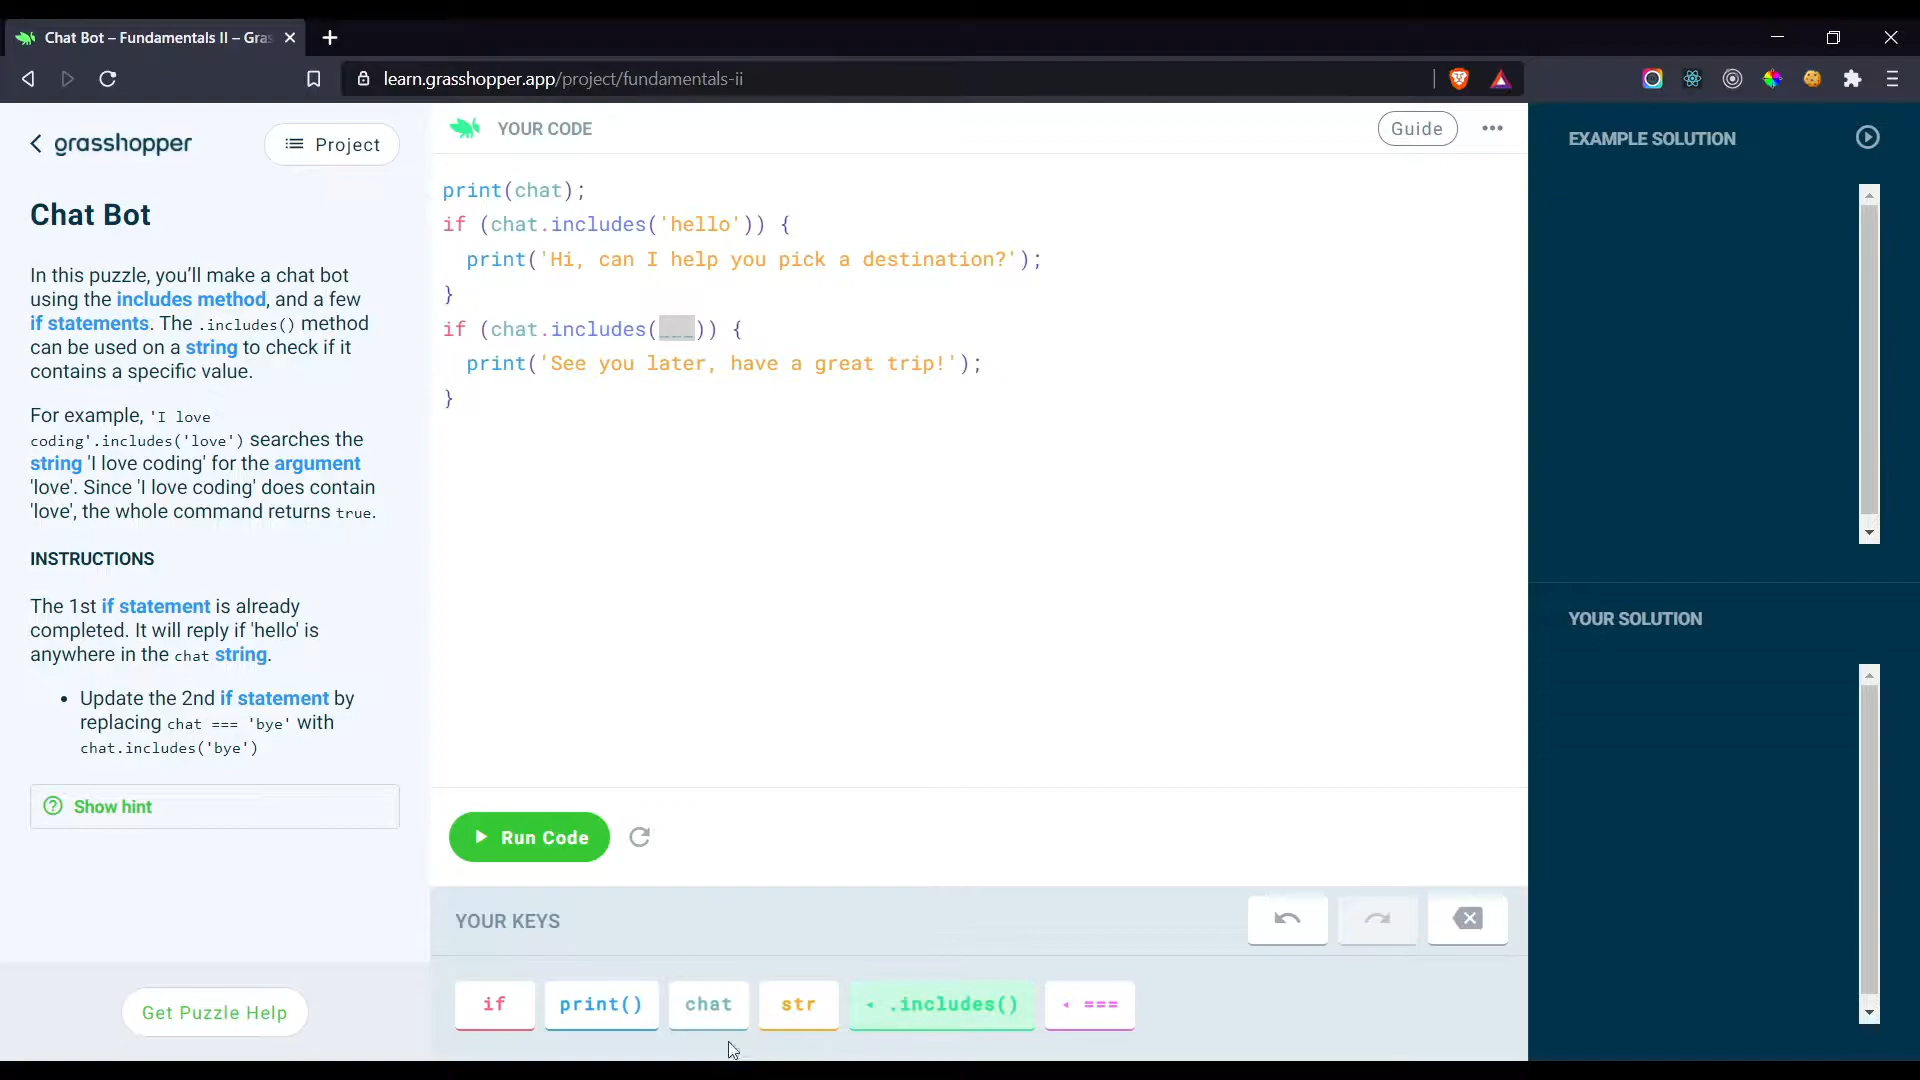 Chat Bot – Fundamentals II – Gras
learn.grasshopper.app/project/fundamentals-ii
grasshopper
Project
Chat Bot
In this puzzle, you’ll make a chat bot
using the includes method, and a few
if statements. The .includes() method
can be used on a string to check if it
contains a specific value.
For example, 'I love
coding'.includes('love') searches the
string 'I love coding' for the argument
'love'. Since 'I love coding' does contain
'love', the whole command returns true.
INSTRUCTIONS
The 1st if statement is already
completed. It will reply if 'hello' is
anywhere in the chat string.
• Update the 2nd if statement by
replacing chat === 'bye' with
chat.includes('bye')
Show hint
Get Puzzle Help
YOUR CODE
Guide
print(chat);
if (chat.includes('hello')) {
print('Hi, can I help you pick a destination?');
}
if (chat.includes(___)) {
print('See you later, have a great trip!');
}
Run Code
YOUR KEYS
if
print()
chat
str
.includes()
===
EXAMPLE SOLUTION
YOUR SOLUTION